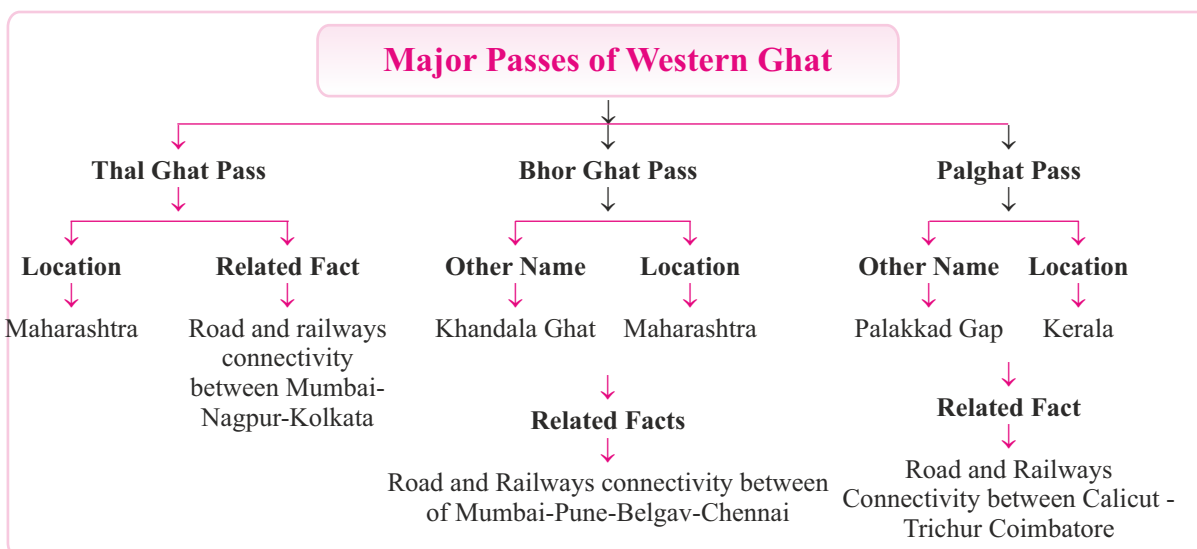 Major Passes of Western Ghat
Thal Ghat Pass
Location
Maharashtra
Related Fact
Road and railways
connectivity
between Mumbai-
Nagpur-Kolkata
Bhor Ghat Pass
Other Name
Khandala Ghat
Location
Maharashtra
Related Facts
Road and Railways connectivity between
of Mumbai-Pune-Belgav-Chennai
Palghat Pass
Other Name
Palakkad Gap
Location
Kerala
Related Fact
Road and Railways
Connectivity between Calicut -
Trichur Coimbatore